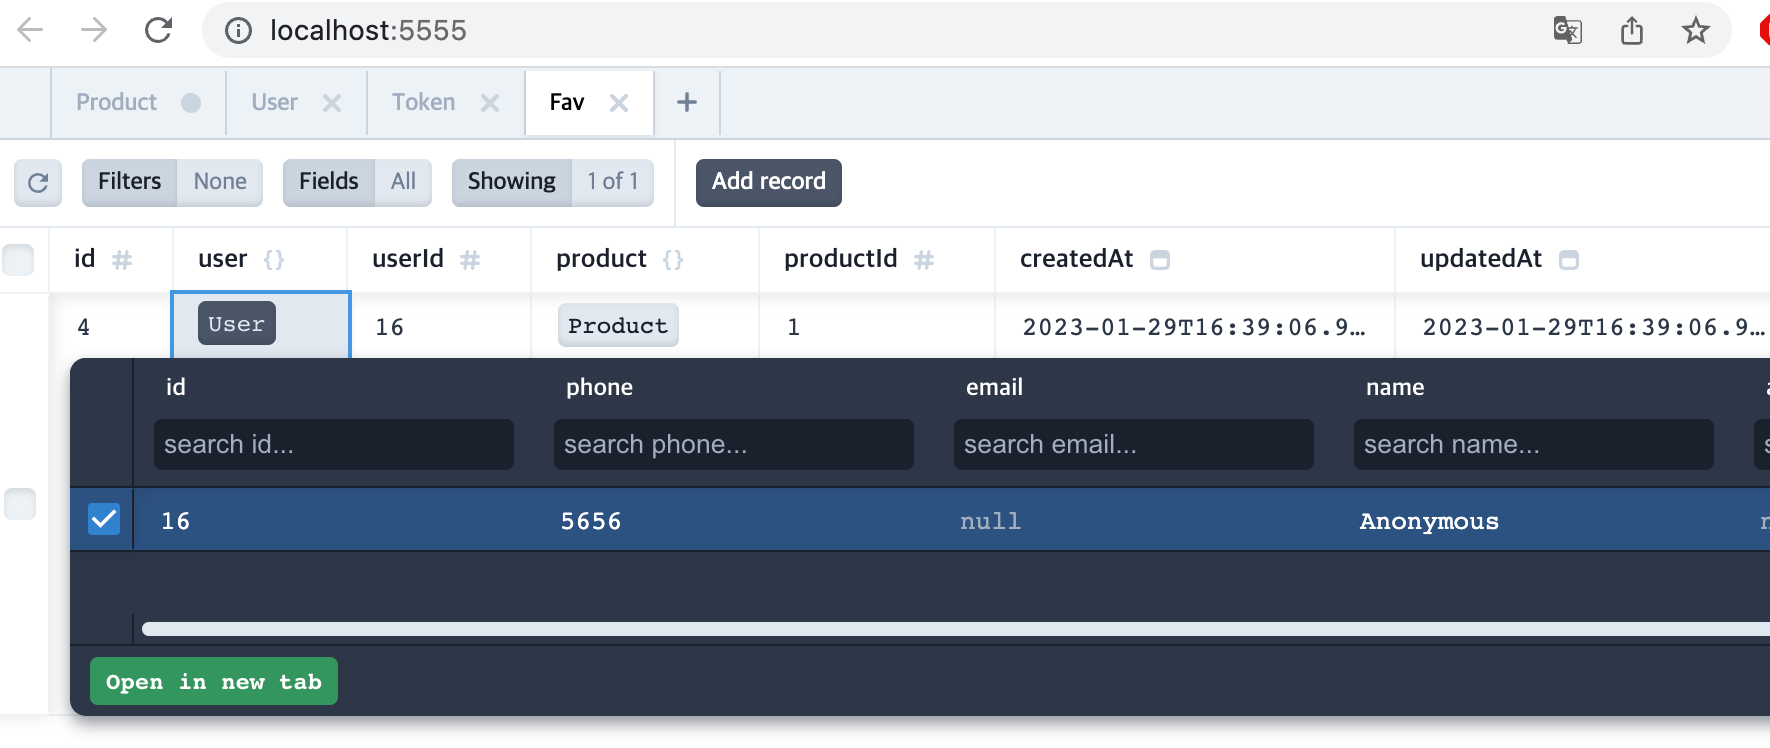 localhost:5555
Product User Token Fav
Filters None Fields All Showing 1 of 1 Add record
id # user {} userId # product {} productId # createdAt updatedAt
4 User 16 Product 1 2023-01-29T16:39:06.9… 2023-01-29T16:39:06.9…
id phone email name
search id... search phone... search email... search name...
16 5656 null Anonymous
Open in new tab